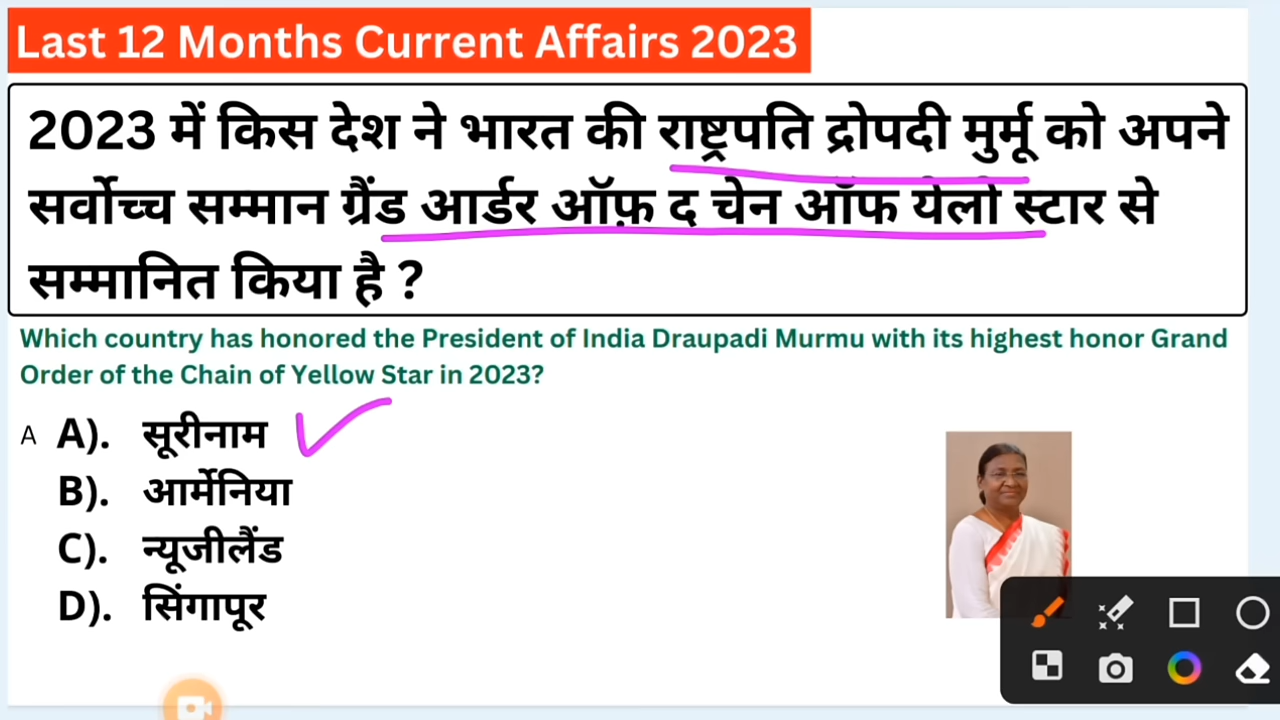 Last 12 Months Current Affairs 2023
2023 में किस देश ने भारत की राष्ट्रपति द्रोपदी मुर्मू को अपने
सर्वोच्च सम्मान ग्रैंड आर्डर ऑफ़ द चेन ऑफ येलो स्टार से
सम्मानित किया है ?
Which country has honored the President of India Draupadi Murmu with its highest honor Grand
Order of the Chain of Yellow Star in 2023?
A A). सूरीनाम
B). आर्मेनिया
C). न्यूजीलैंड
D). सिंगापूर